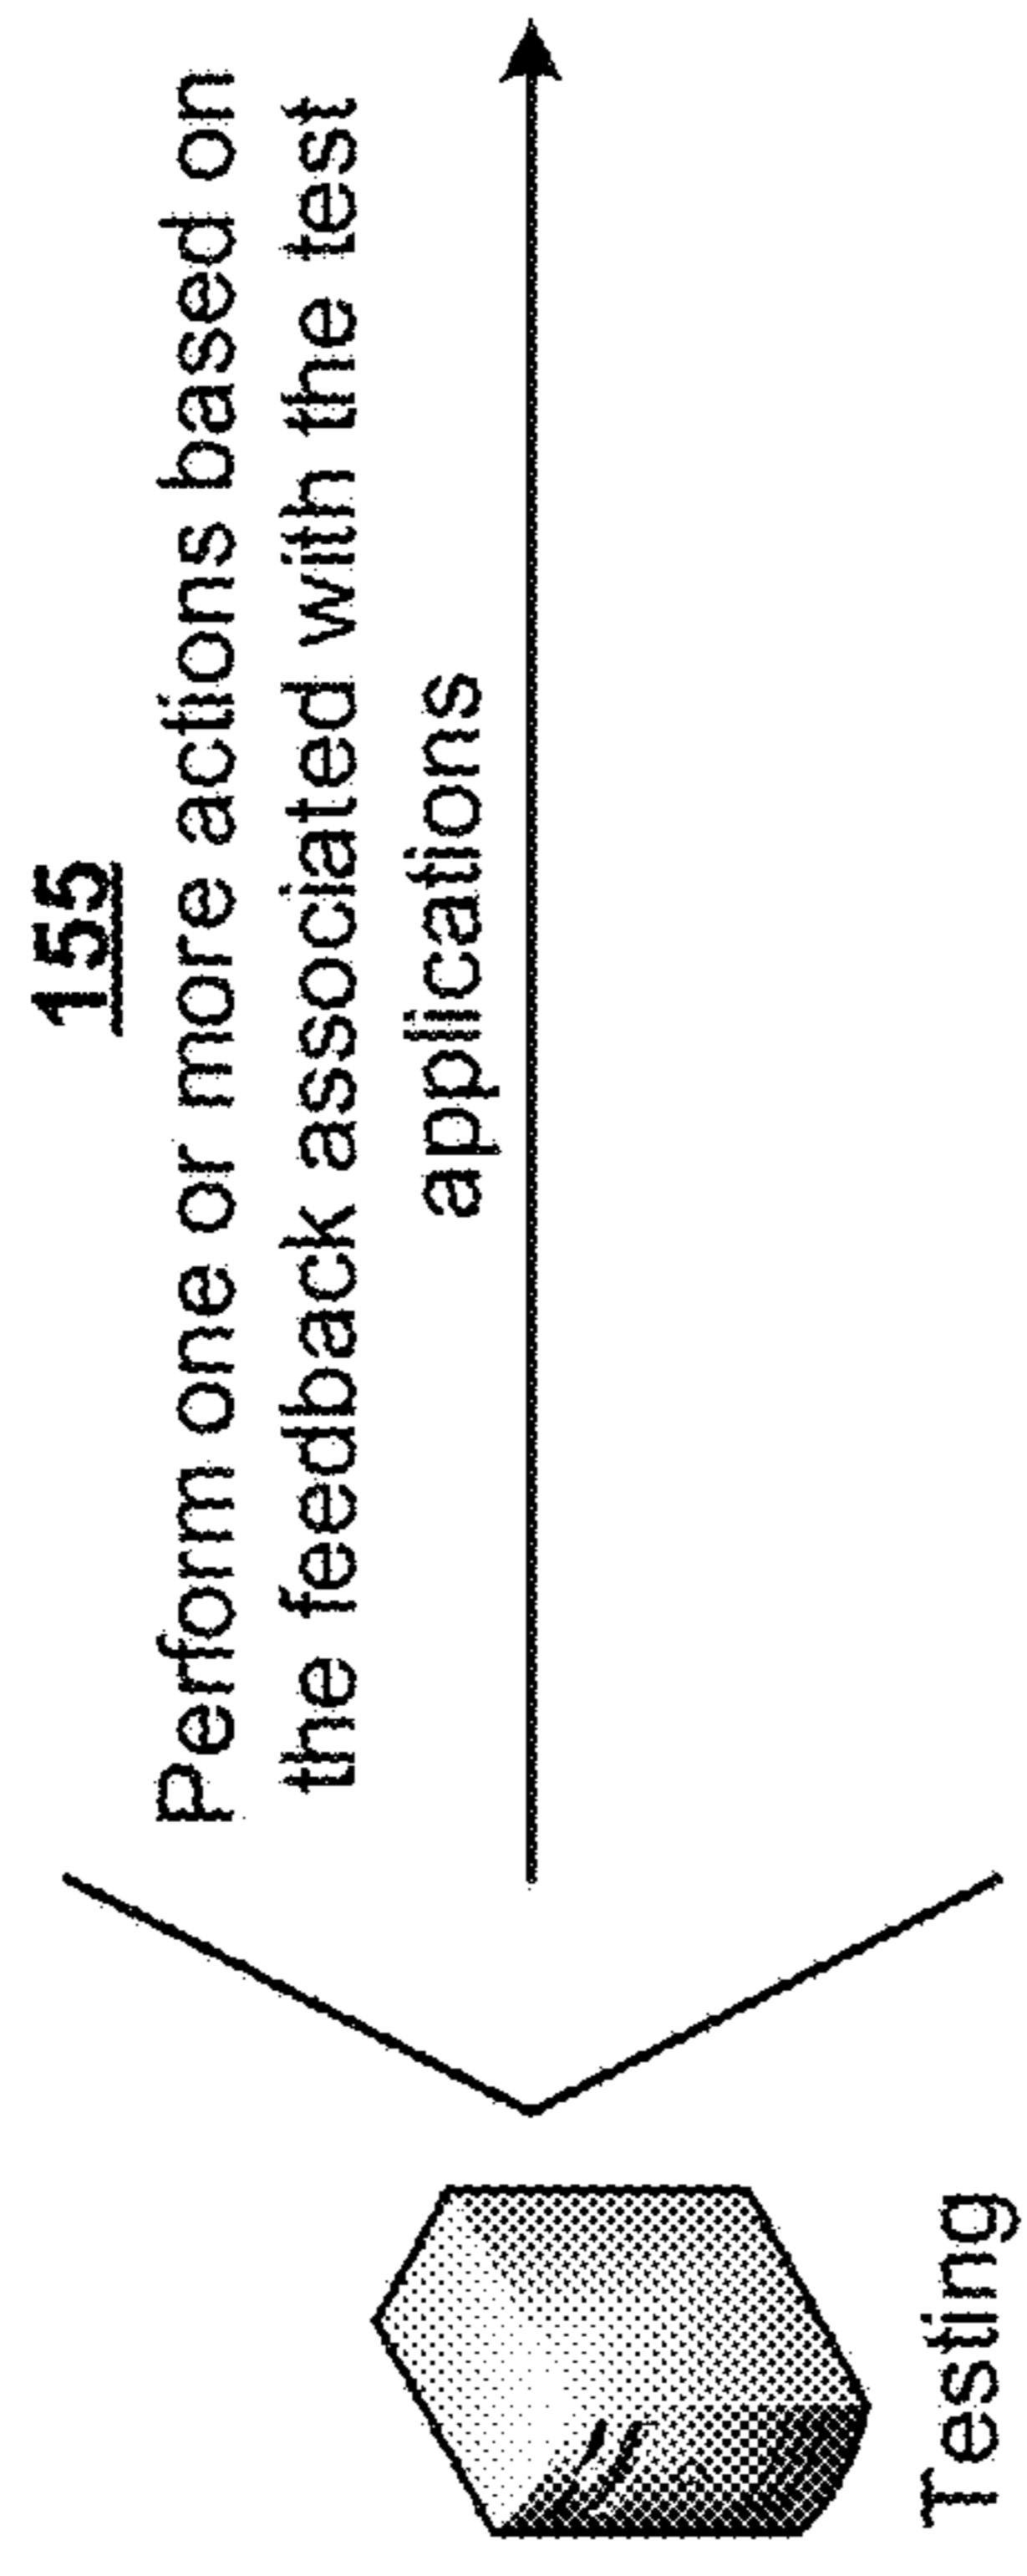 155
Perform one or more actions based on
the feedback associated with the test
applications
Testing